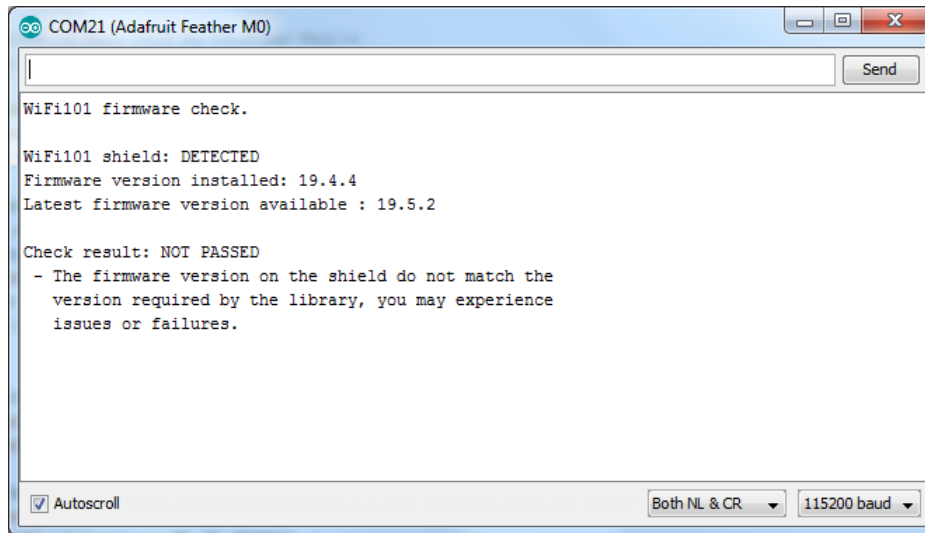 COM21 (Adafruit Feather M0)
Send
WiFi101 firmware check.
WiFi101 shield: DETECTED
Firmware version installed: 19.4.4
Latest firmware version available : 19.5.2
Check result: NOT PASSED
- The firmware version on the shield do not match the
version required by the library, you may experience
issues or failures.
Autoscroll
Both NL & CR
115200 baud